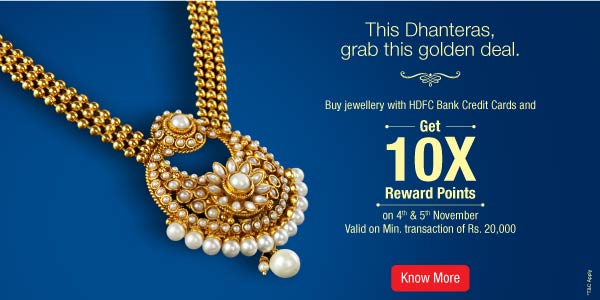 This Dhanteras,
grab this golden deal.
Buy jewellery with HDFC Bank Credit Cards and
Get
10X
Reward Points
on 4th & 5th November
Valid on Min. transaction of Rs. 20,000
Know More
*T&C Apply